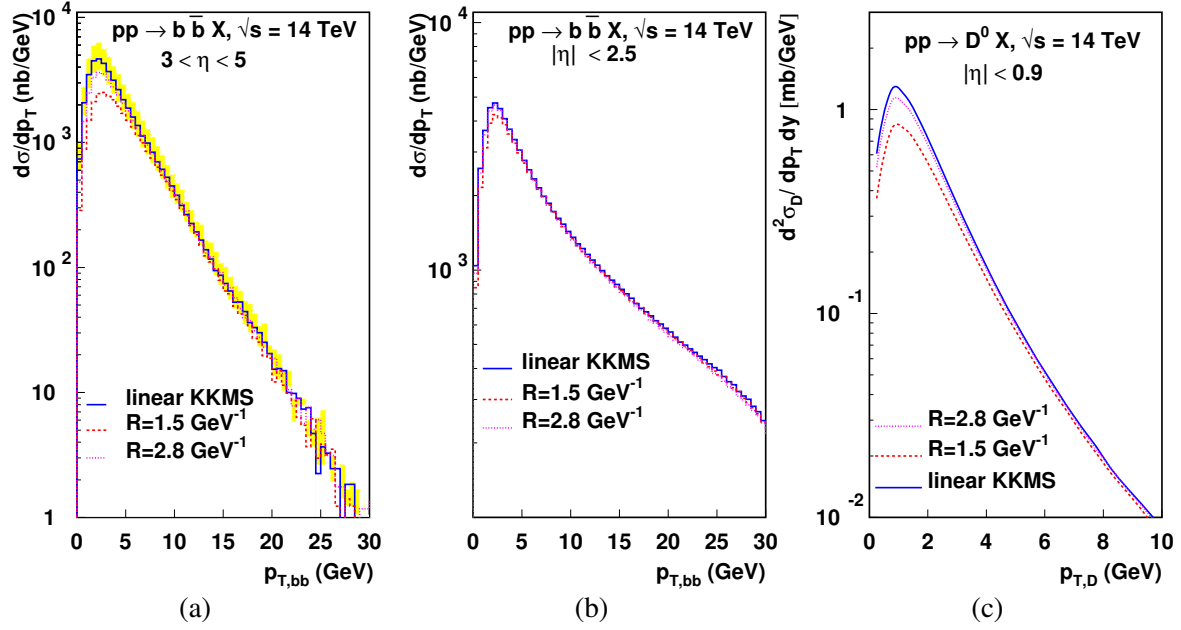 dσ/dp_T (nb/GeV)
10^4
10^3
10^2
10
1
pp → b b̅ X, √s = 14 TeV
3 < η < 5
linear KKMS
R=1.5 GeV^-1
R=2.8 GeV^-1
0 5 10 15 20 25 30
p_T,bb (GeV)
(a)
dσ/dp_T (nb/GeV)
10^4
10^3
pp → b b̅ X, √s = 14 TeV
|η| < 2.5
linear KKMS
R=1.5 GeV^-1
R=2.8 GeV^-1
0 5 10 15 20 25 30
p_T,bb (GeV)
(b)
d^2 σ_D/ dp_T dy [mb/GeV]
1
10^-1
10^-2
pp → D^0 X, √s = 14 TeV
|η| < 0.9
R=2.8 GeV^-1
R=1.5 GeV^-1
linear KKMS
0 2 4 6 8 10
p_T,D (GeV)
(c)